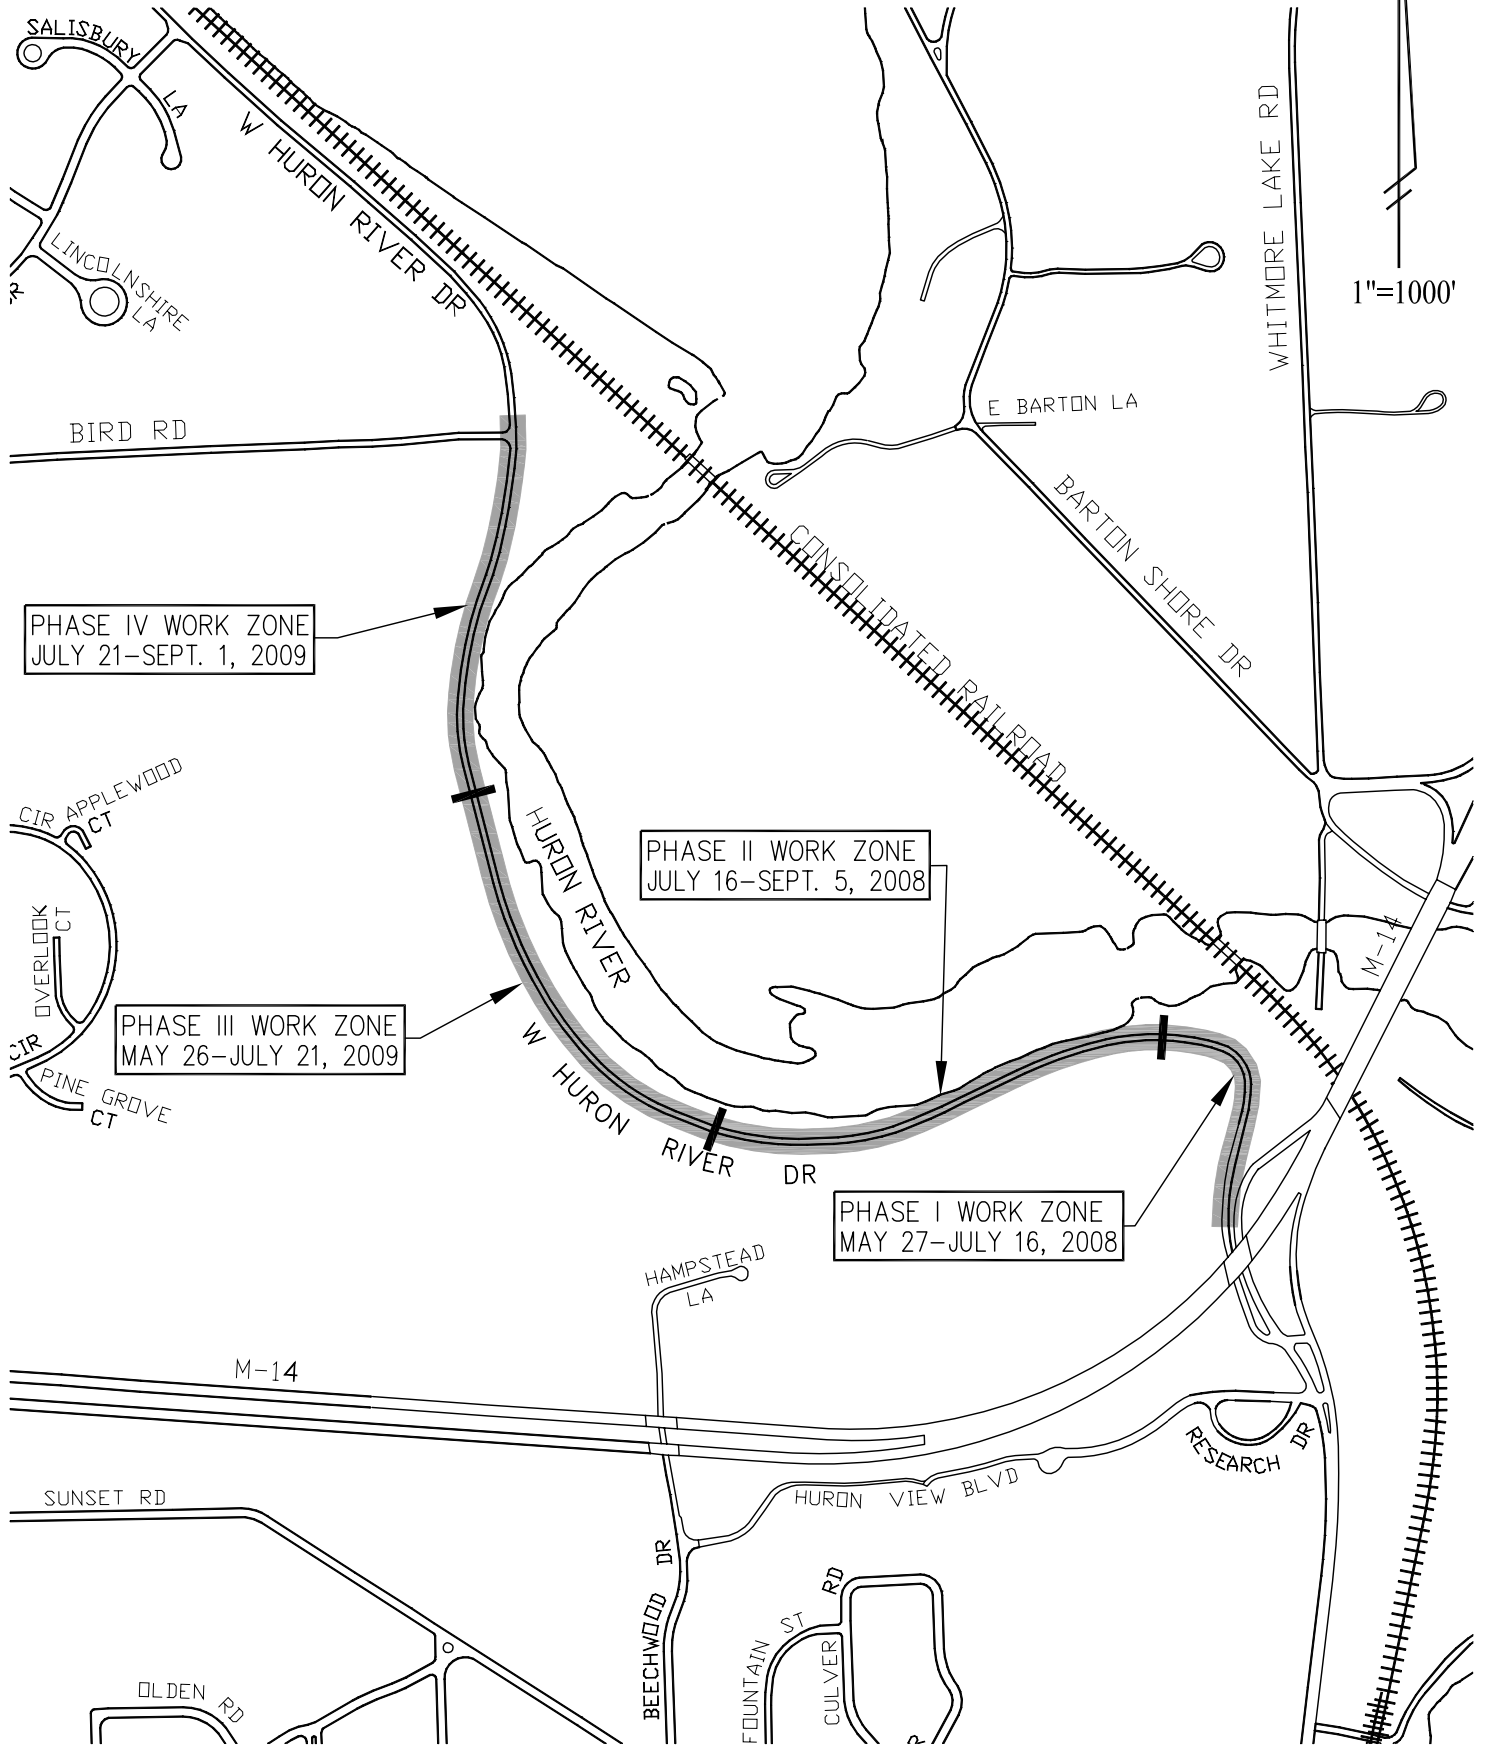 SALISBURY
LA
W HURON RIVER DR
WHITMORE LAKE RD
1"=1000'
LINCOLNSHIRE
LA
E BARTON LA
BIRD RD
BARTON SHORE DR
CONSOLIDATED RAILROAD
PHASE IV WORK ZONE
JULY 21-SEPT. 1, 2009
CIR
APPLEWOOD
CT
HURON RIVER
PHASE II WORK ZONE
JULY 16-SEPT. 5, 2008
OVERLOOK
CT
M-14
PHASE III WORK ZONE
MAY 26-JULY 21, 2009
CIR
PINE GROVE
CT
W HURON RIVER DR
PHASE I WORK ZONE
MAY 27-JULY 16, 2008
HAMPSTEAD
LA
M-14
RESEARCH DR
HURON VIEW BLVD
SUNSET RD
BEECHWOOD DR
FOUNTAIN ST
CULVER RD
OLDEN RD